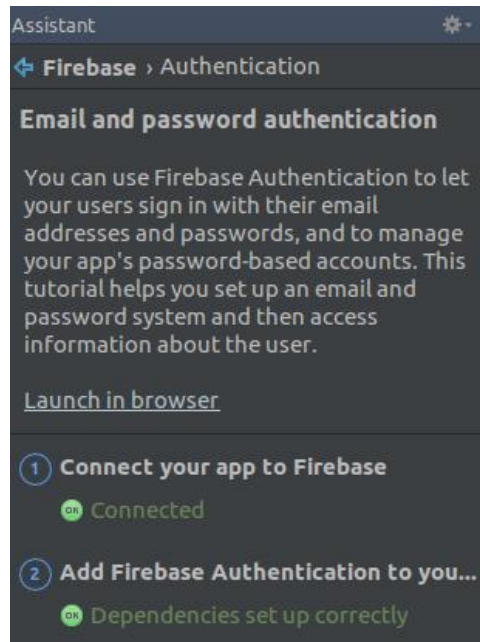 Assistant
Firebase › Authentication
Email and password authentication
You can use Firebase Authentication to let
your users sign in with their email
addresses and passwords, and to manage
your app's password-based accounts. This
tutorial helps you set up an email and
password system and then access
information about the user.
Launch in browser
1 Connect your app to Firebase
OK Connected
2 Add Firebase Authentication to you...
OK Dependencies set up correctly